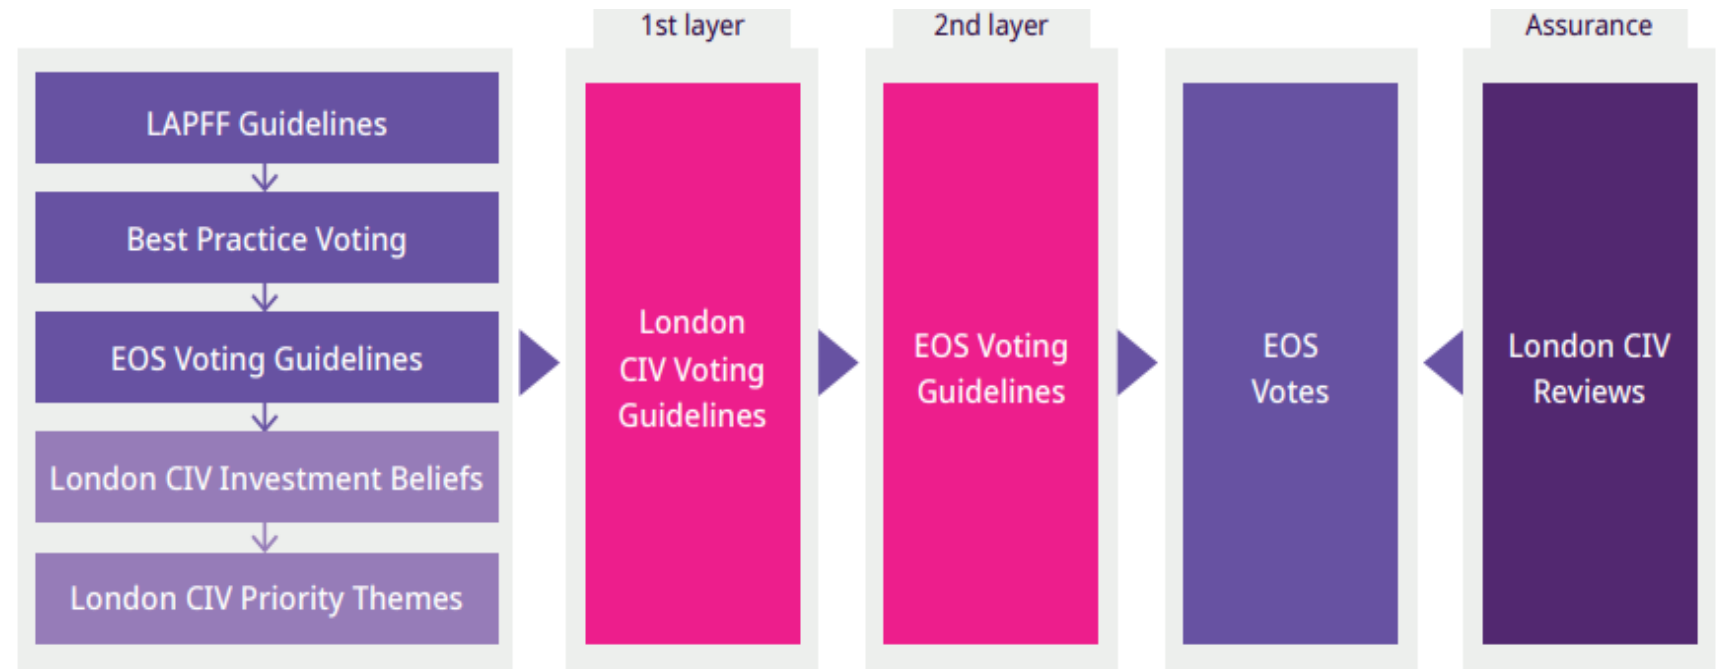 LAPFF Guidelines
Best Practice Voting
EOS Voting Guidelines
London CIV Investment Beliefs
London CIV Priority Themes
1st layer
London
CIV Voting
Guidelines
2nd layer
EOS Voting
Guidelines
EOS
Votes
Assurance
London CIV
Reviews